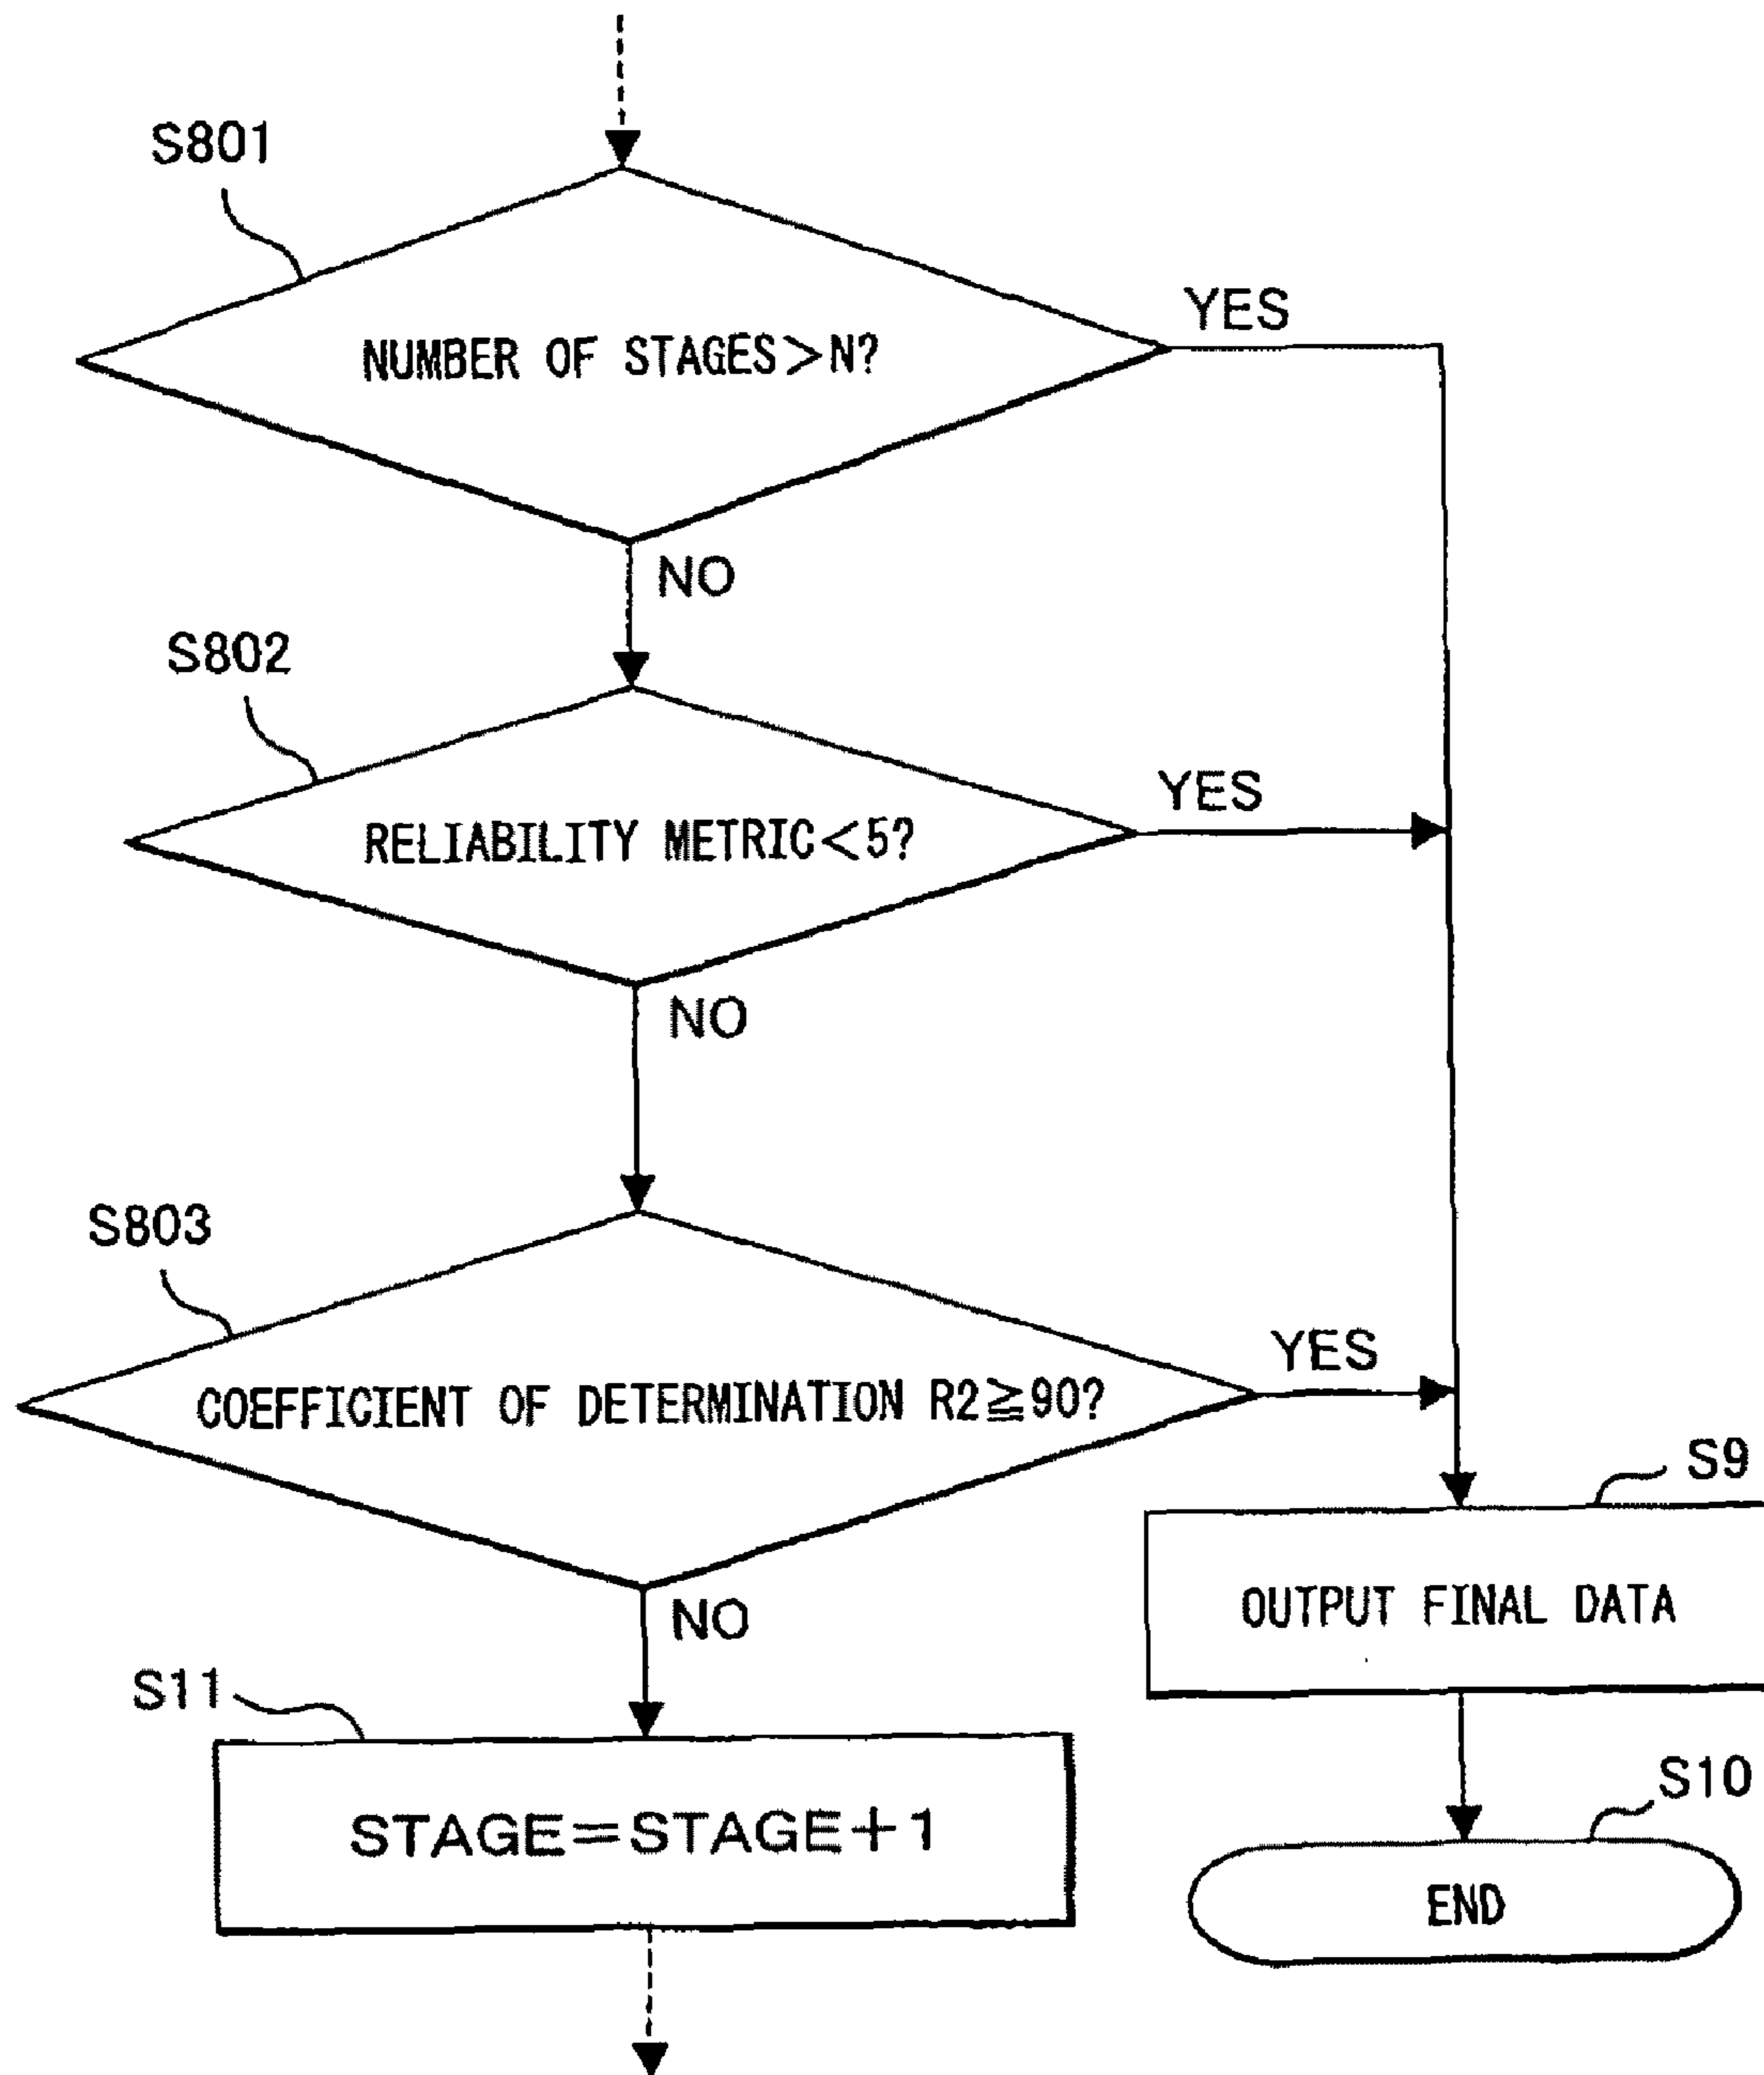 S801
NUMBER OF STAGES>N?
YES
NO
S802
RELIABILITY METRIC<5?
YES
NO
S803
COEFFICIENT OF DETERMINATION R2≧90?
YES
NO
S9
OUTPUT FINAL DATA
S11
STAGE=STAGE+1
S10
END